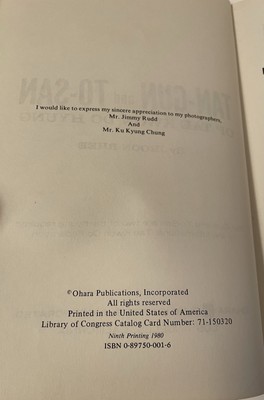 I would like to express my sincere appreciation to my photographers,
Mr. Jimmy Rudd
And
Mr. Ku Kyung Chung
©Ohara Publications, Incorporated
All rights reserved
Printed in the United States of America
Library of Congress Catalog Card Number: 71-150320
Ninth Printing 1980
ISBN 0-89750-001-6